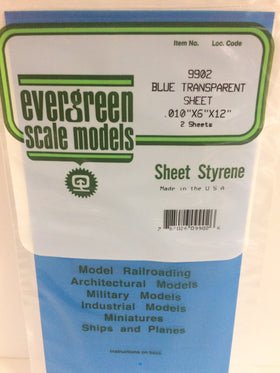 Item No. Loc. Code
9902
BLUE TRANSPARENT
SHEET
.010"X6"X12"
2 Sheets
evergreen
scale models
Sheet Styrene
Made in the USA
Model Railroading
Architectural Models
Military Models
Industrial Models
Miniatures
Ships and Planes
Instructions on back